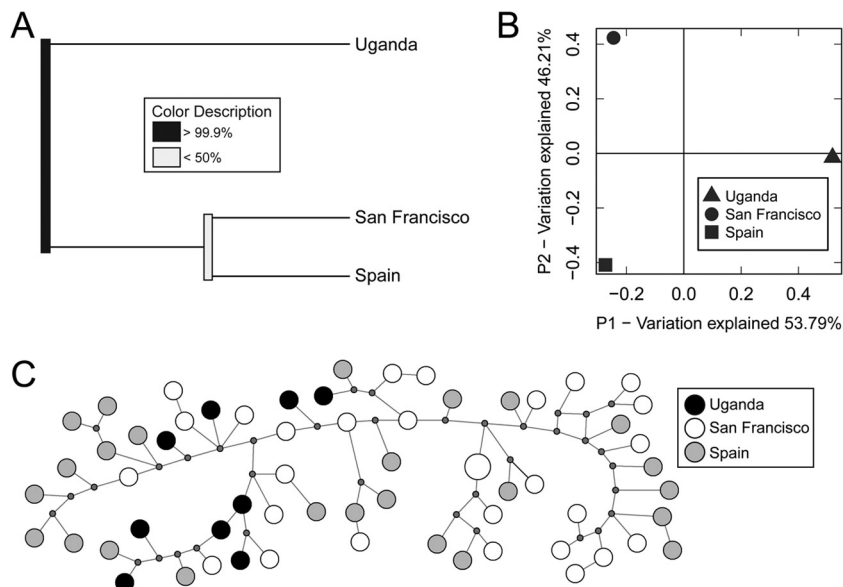 A
Uganda
Color Description
> 99.9%
< 50%
San Francisco
Spain
B
P2 − Variation explained 46.21%
0.4
0.2
0.0
−0.2
−0.4
Uganda
San Francisco
Spain
−0.2 0.0 0.2 0.4
P1 − Variation explained 53.79%
C
Uganda
San Francisco
Spain